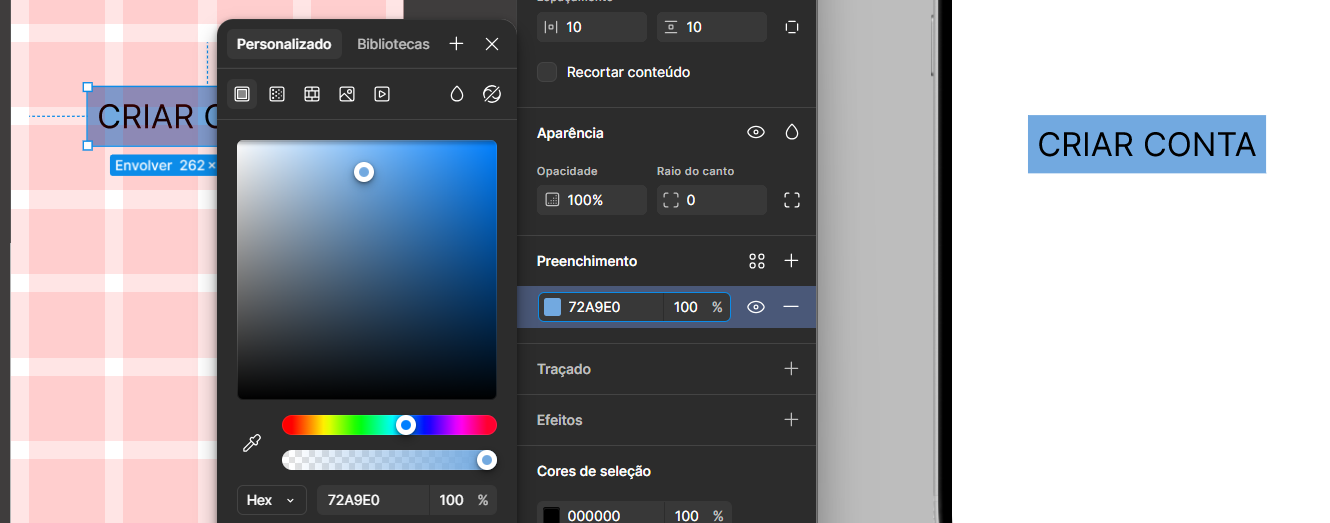 Espaçamento
10
10
Personalizado
Bibliotecas
Recortar conteúdo
CRIAR C
Envolver 262 ×
Aparência
Opacidade
Raio do canto
100%
0
Preenchimento
72A9E0
100
%
Traçado
Efeitos
Cores de seleção
Hex
72A9E0
100
%
000000
100
%
CRIAR CONTA